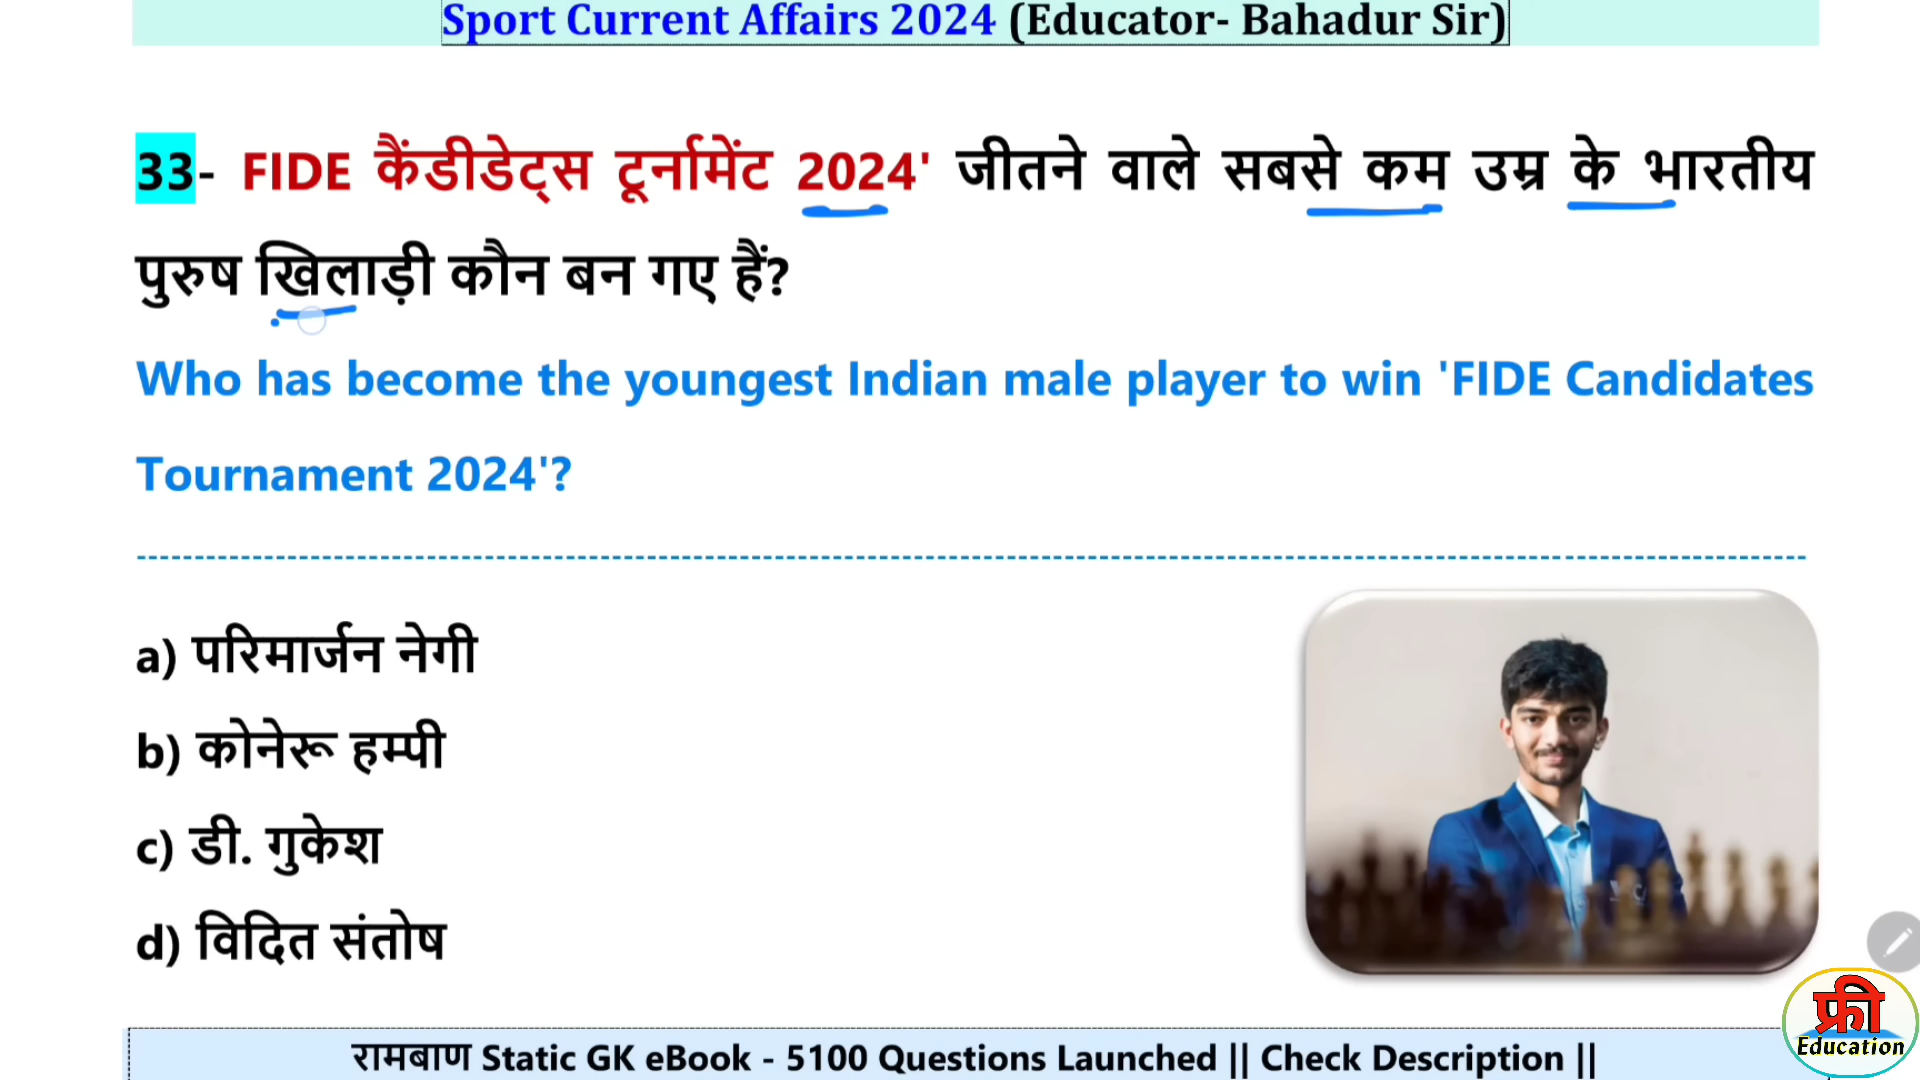 Sport Current Affairs 2024 (Educator- Bahadur Sir)
33- FIDE कैंडीडेट्स टूर्नामेंट 2024' जीतने वाले सबसे कम उम्र के भारतीय
पुरुष खिलाड़ी कौन बन गए हैं?
Who has become the youngest Indian male player to win 'FIDE Candidates
Tournament 2024'?
a) परिमार्जन नेगी
b) कोनेरू हम्पी
c) डी. गुकेश
d) विदित संतोष
रामबाण Static GK eBook - 5100 Questions Launched || Check Description ||
फ्री
Education